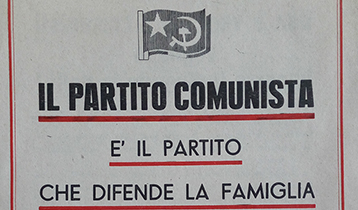 IL PARTITO COMUNISTA
E' IL PARTITO
CHE DIFENDE LA FAMIGLIA